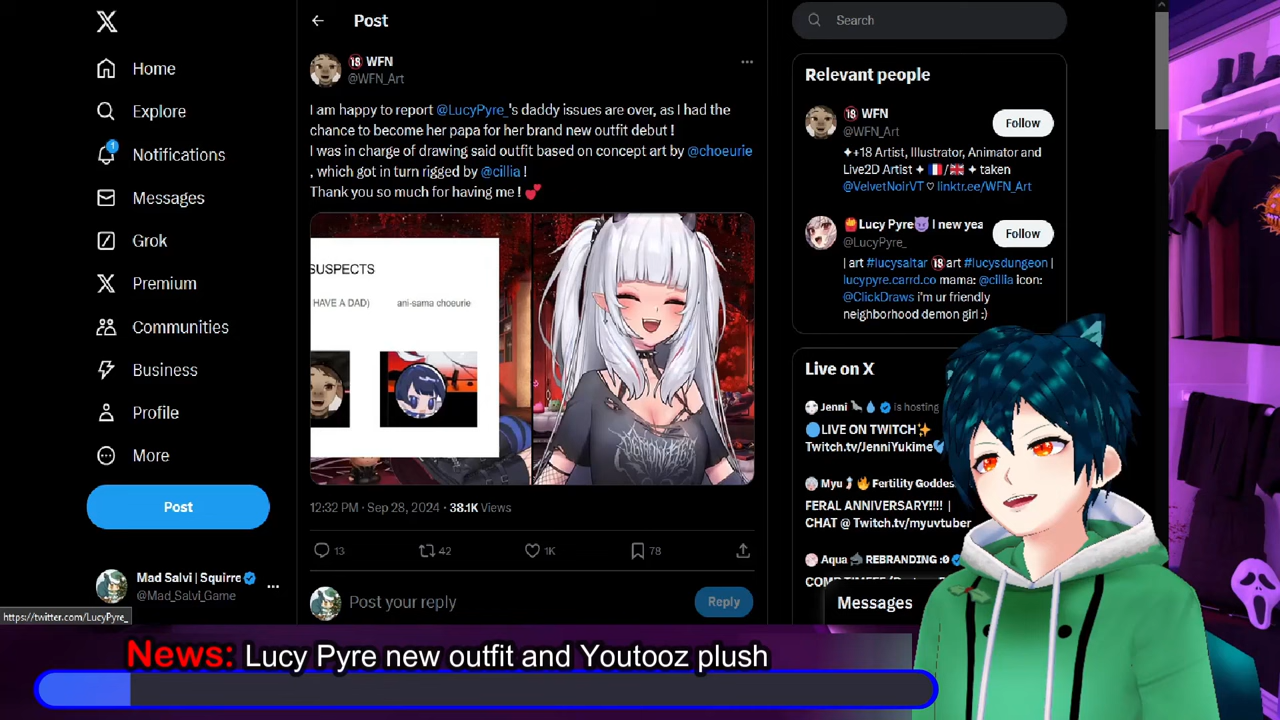 Home
Explore
1
Notifications
Messages
Grok
Premium
Communities
Business
Profile
More
Post
Mad Salvi | Squirre
@Mad_Salvi_Game
https://twitter.com/LucyPyre_
Post
WFN
@WFN_Art
I am happy to report @LucyPyre_'s daddy issues are over, as I had the
chance to become her papa for her brand new outfit debut !
I was in charge of drawing said outfit based on concept art by @choeurie
, which got in turn rigged by @cillia !
Thank you so much for having me !
SUSPECTS
HAVE A DAD)
ani-sama choeurie
12:32 PM · Sep 28, 2024 · 38.1K Views
13
42
1K
78
Post your reply
Reply
Search
Relevant people
WFN
@WFN_Art
Follow
+18 Artist, Illustrator, Animator and
Live2D Artist
/
taken
@VelvetNoirVT ♡ linktr.ee/WFN_Art
Lucy Pyre I new yea
@LucyPyre_
Follow
| art #lucysaltar 🔞art #lucysdungeon |
lucypyre.carrd.co mama: @cillia icon:
@ClickDraws i'm ur friendly
neighborhood demon girl :)
Live on X
Jenni is hosting
LIVE ON TWITCH
Twitch.tv/JenniYukime
Myu Fertility Goddes
FERAL ANNIVERSARY!!!! |
CHAT @ Twitch.tv/myuvtuber
Aqua REBRANDING :0
Messages
News: Lucy Pyre new outfit and Youtooz plush